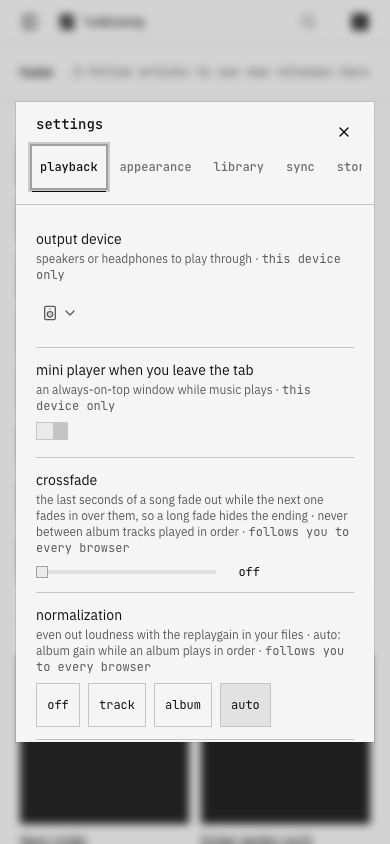 settings
playback appearance library sync stor
output device
speakers or headphones to play through · this device
only
mini player when you leave the tab
an always-on-top window while music plays · this
device only
crossfade
the last seconds of a song fade out while the next one
fades in over them, so a long fade hides the ending · never
between album tracks played in order · follows you to
every browser
off
normalization
even out loudness with the replaygain in your files · auto:
album gain while an album plays in order · follows you
to every browser
off track album auto